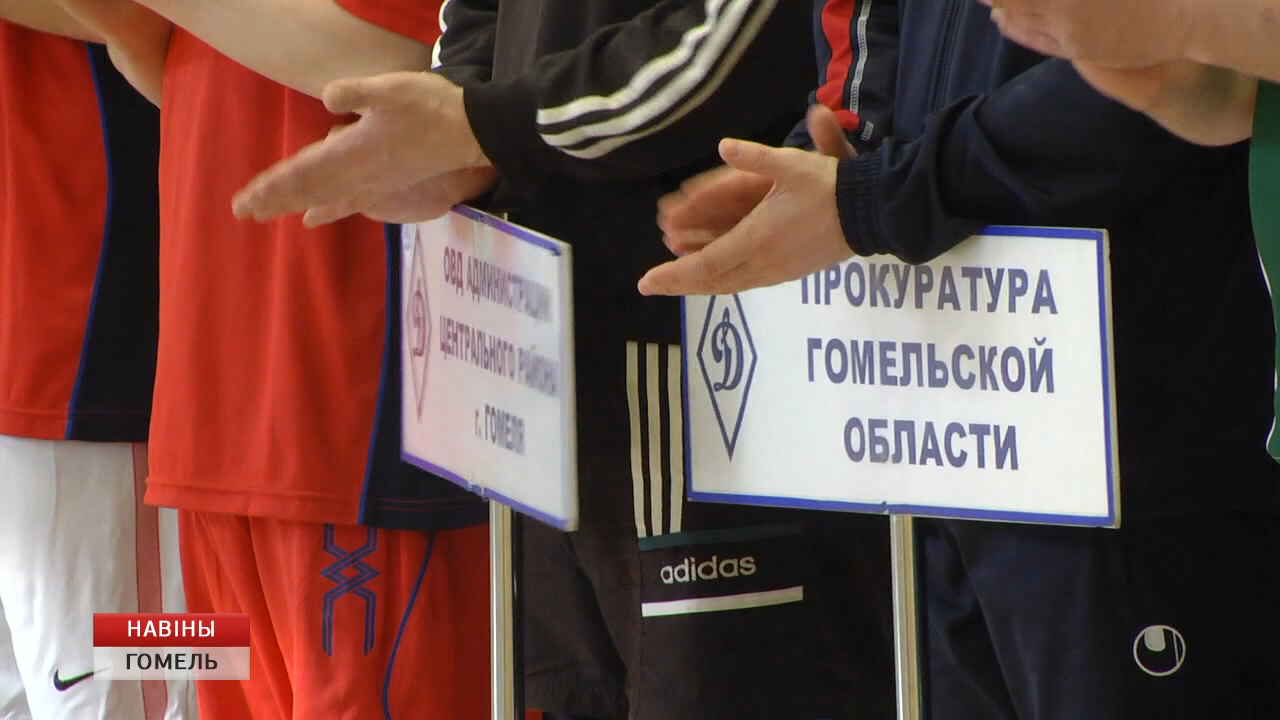 ОВД АДМИНИСТРАЦИИ
ЦЕНТРАЛЬНОГО РАЙОНА
г. ГОМЕЛЯ
ПРОКУРАТУРА
ГОМЕЛЬСКОЙ
ОБЛАСТИ
Д
adidas
НАВІНЫ
ГОМЕЛЬ